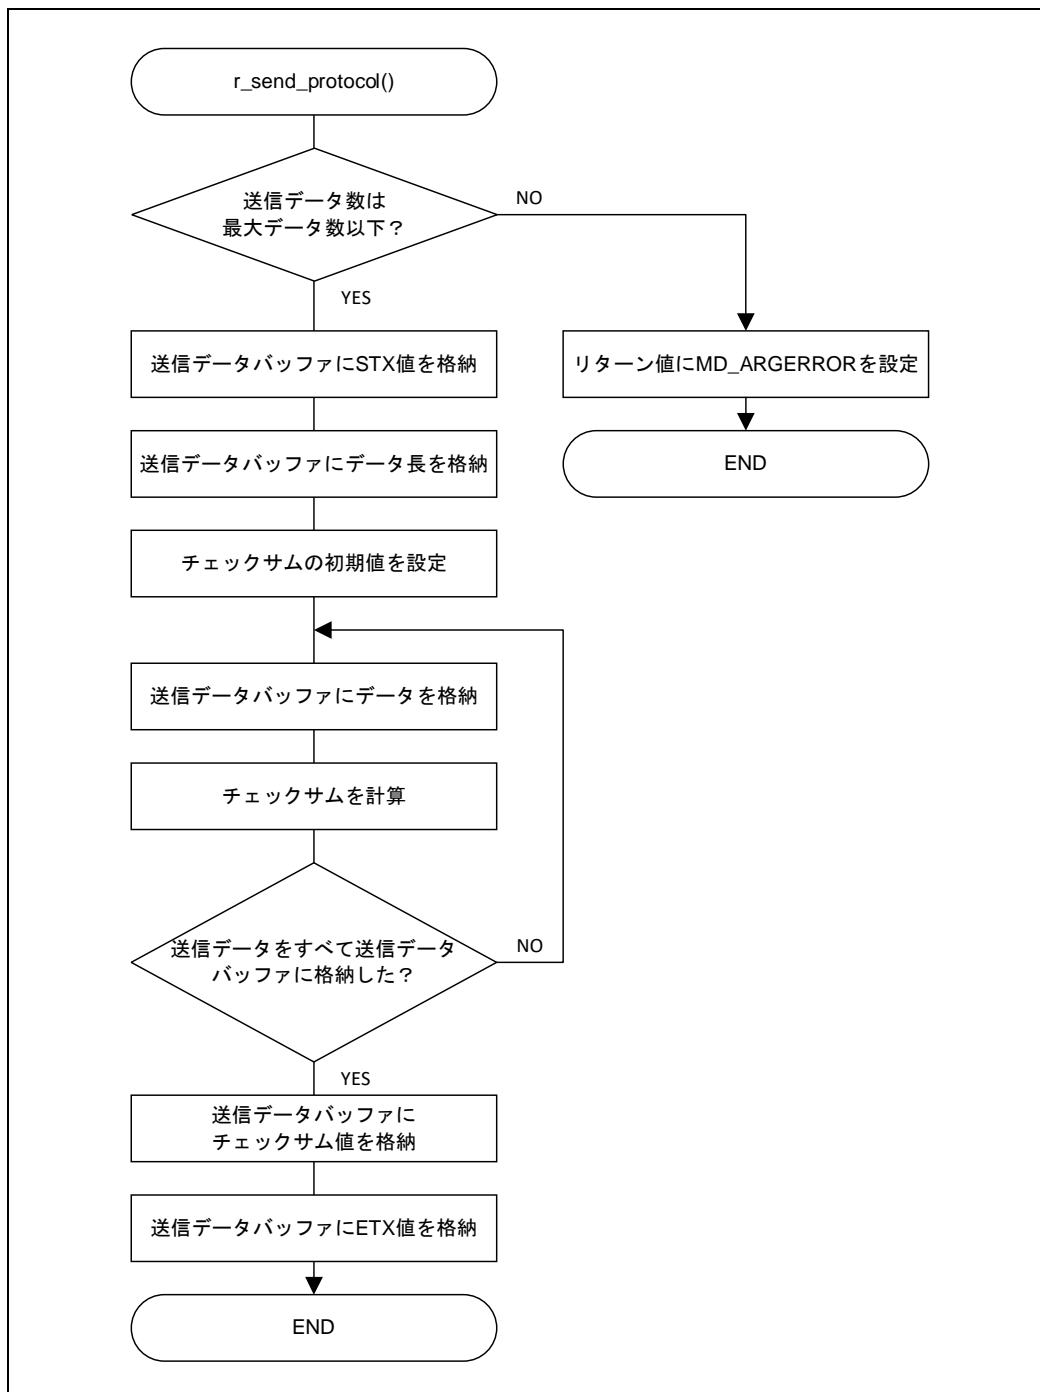 r_send_protocol()
送信データ数は
最大データ数以下？
NO
YES
送信データバッファにSTX値を格納
リターン値にMD_ARGERRORを設定
送信データバッファにデータ長を格納
END
チェックサムの初期値を設定
送信データバッファにデータを格納
チェックサムを計算
送信データをすべて送信データ
バッファに格納した？
NO
YES
送信データバッファに
チェックサム値を格納
送信データバッファにETX値を格納
END